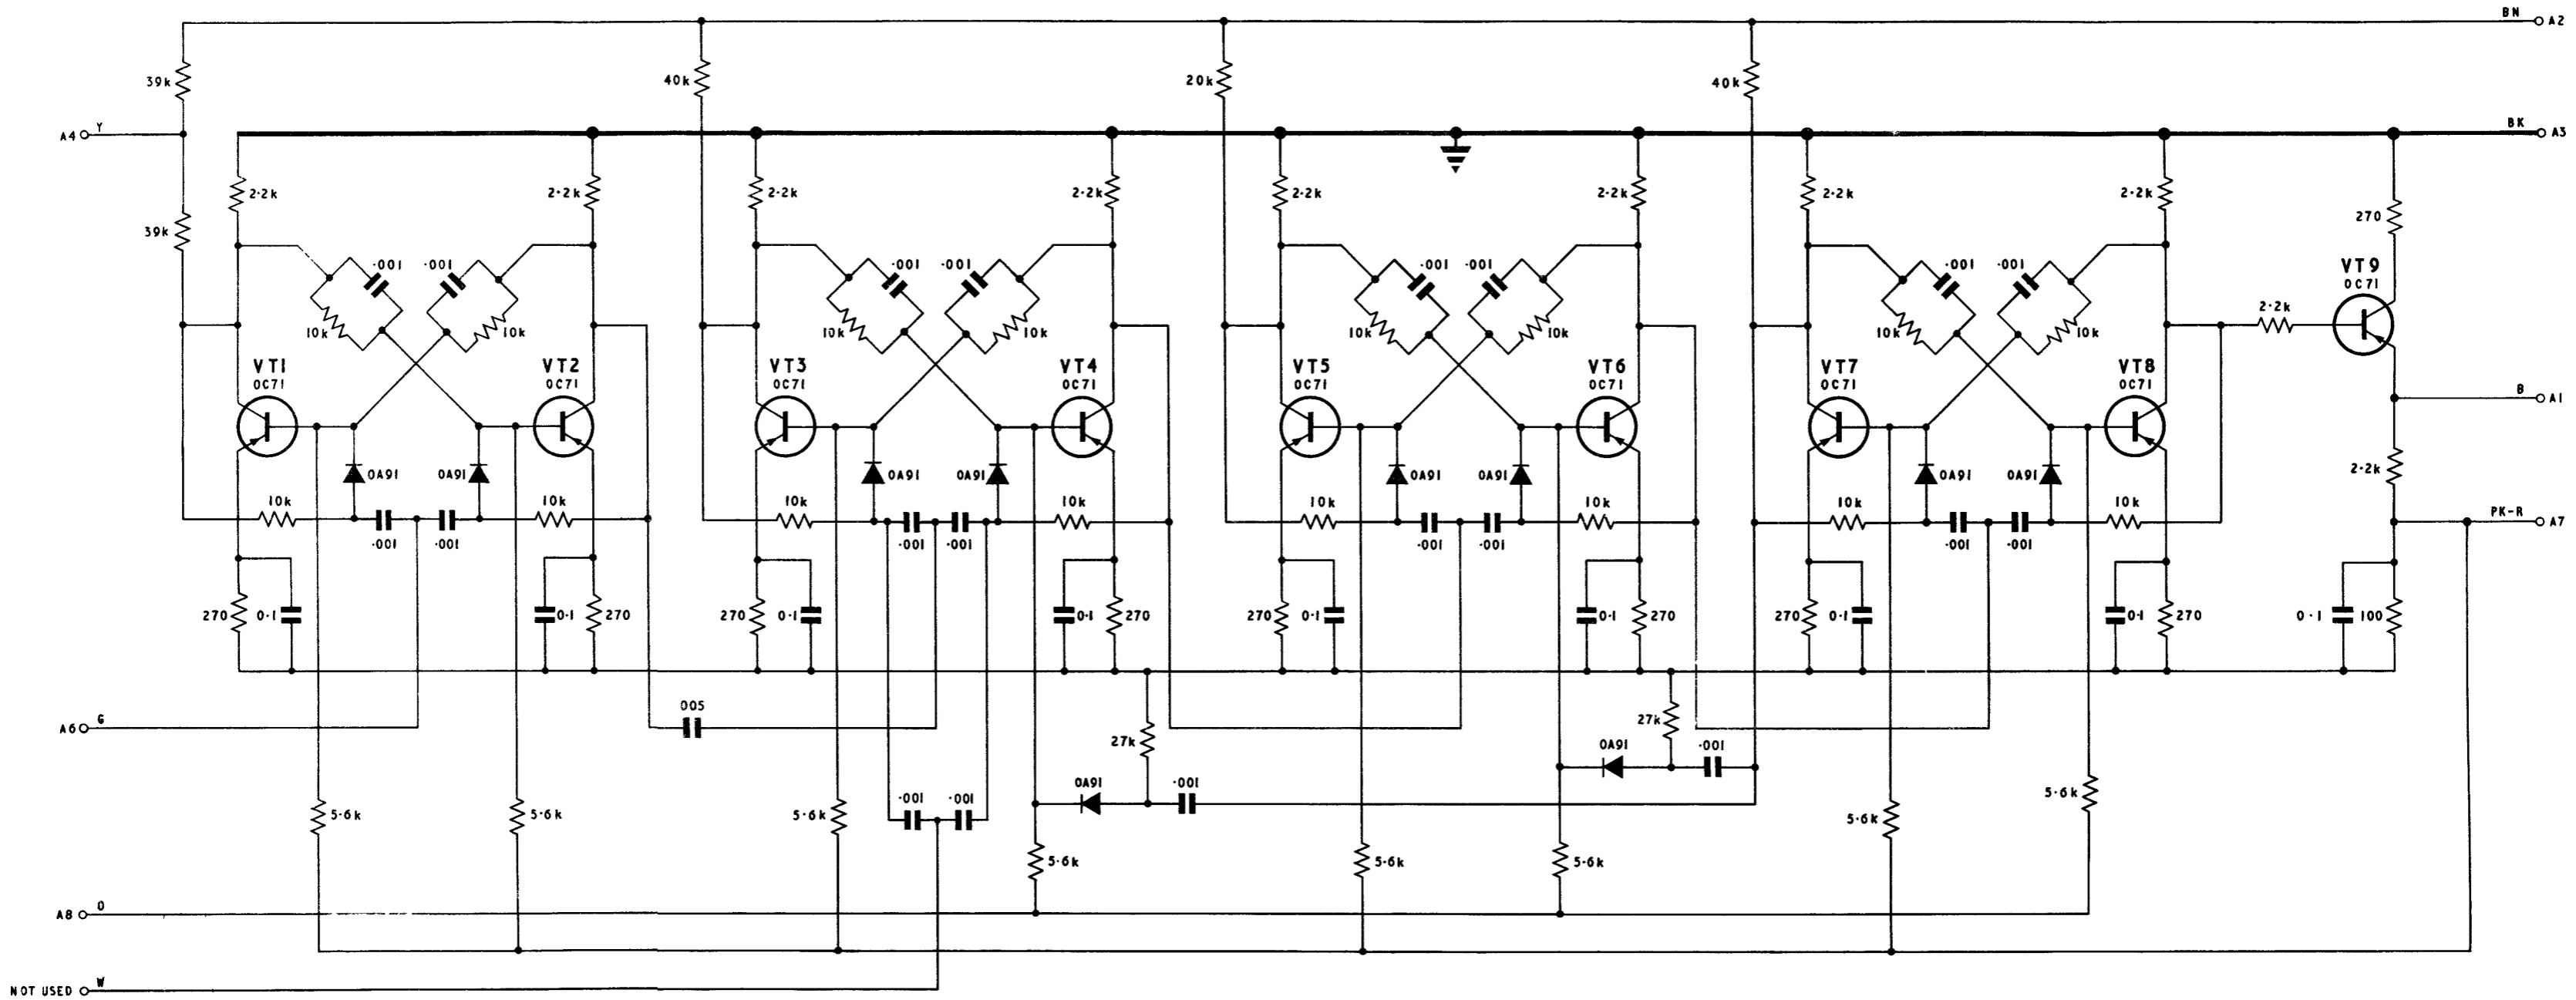 BN A2
39k 40k 20k 40k
A4 Y BK A3
2·2k 2·2k 2·2k 2·2k 2·2k 2·2k 2·2k 2·2k
39k 270
·001 ·001 ·001 ·001 ·001 ·001 ·001 ·001 VT9
OC71
10k 10k 10k 10k 10k 10k 10k 10k 2·2k
VT1 VT2 VT3 VT4 VT5 VT6 VT7 VT8
OC71 OC71 OC71 OC71 OC71 OC71 OC71 OC71
B A1
OA91 OA91 OA91 OA91 OA91 OA91 OA91 OA91 2·2k
10k 10k 10k 10k 10k 10k 10k 10k
PK-R A7
·001 ·001 ·001 ·001 ·001 ·001 ·001 ·001
270 0·1 0·1 270 270 0·1 0·1 270 270 0·1 0·1 270 270 0·1 0·1 270 0·1 100
A6 G 005 27k
27k OA91 ·001
OA91 ·001
·001 ·001
5·6k 5·6k 5·6k 5·6k 5·6k
5·6k 5·6k 5·6k
A8 O
NOT USED W